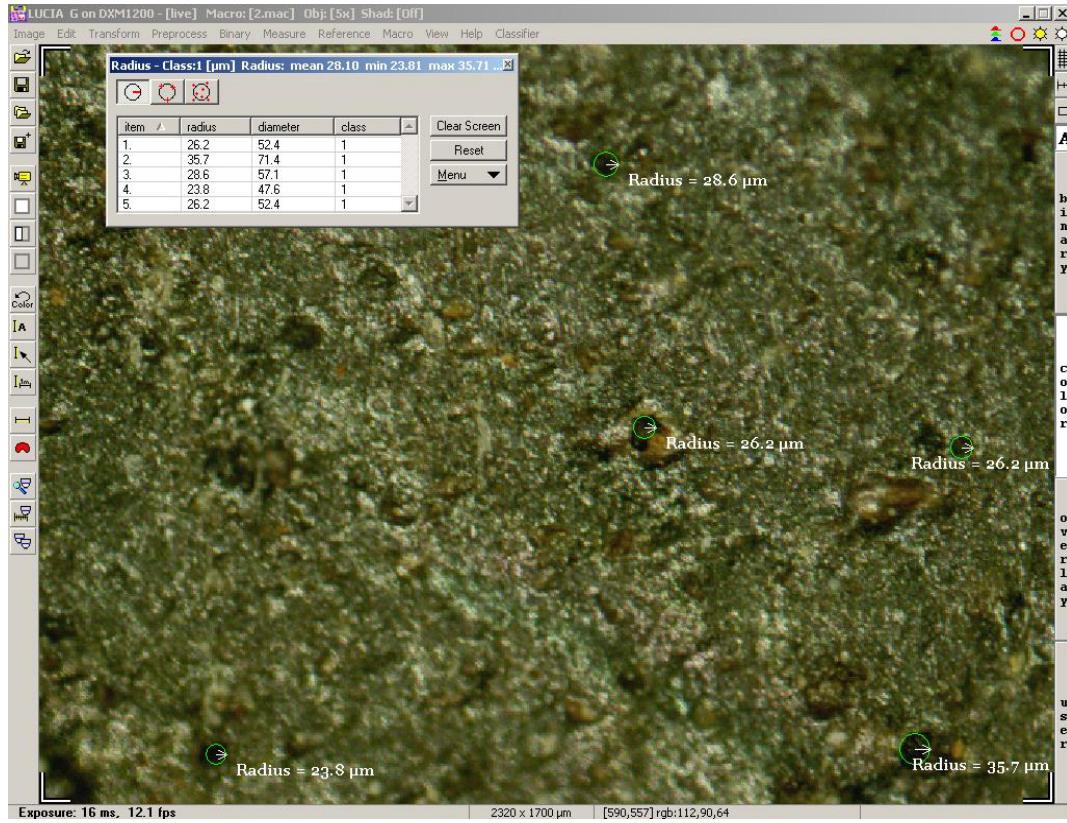 LUCIA G on DXM1200 - [live] Macro: [2.mac] Obj: [5x] Shad: [Off]
Image Edit Transform Preprocess Binary Measure Reference Macro View Help Classifier
Radius - Class:1 [µm] Radius: mean 28.10 min 23.81 max 35.71 ...
item radius diameter class
1. 26.2 52.4 1
2. 35.7 71.4 1
3. 28.6 57.1 1
4. 23.8 47.6 1
5. 26.2 52.4 1
Clear Screen
Reset
Menu
Color
A
A
binary
color
overlay
user
Radius = 28.6 µm
Radius = 26.2 µm
Radius = 26.2 µm
Radius = 23.8 µm
Radius = 35.7 µm
Exposure: 16 ms, 12.1 fps
2320 x 1700 µm
[590,557] rgb:112,90,64